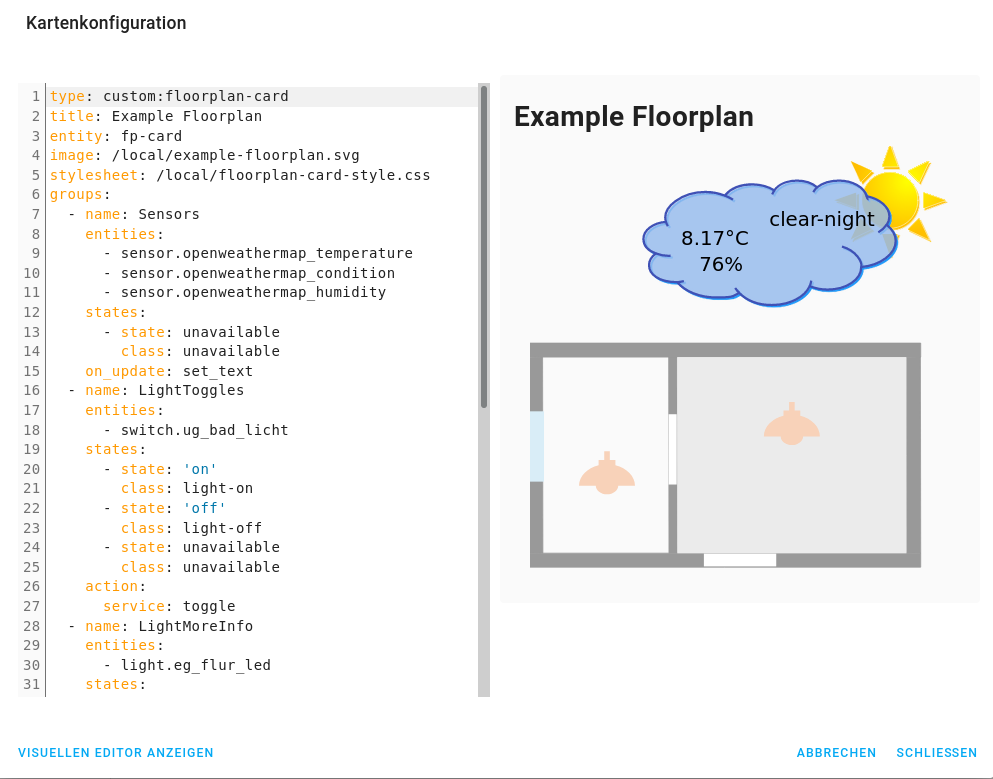 Kartenkonfiguration
1 type: custom:floorplan-card
2 title: Example Floorplan
3 entity: fp-card
4 image: /local/example-floorplan.svg
5 stylesheet: /local/floorplan-card-style.css
6 groups:
7   - name: Sensors
8     entities:
9       - sensor.openweathermap_temperature
10       - sensor.openweathermap_condition
11       - sensor.openweathermap_humidity
12     states:
13       - state: unavailable
14         class: unavailable
15     on_update: set_text
16   - name: LightToggles
17     entities:
18       - switch.ug_bad_licht
19     states:
20       - state: 'on'
21         class: light-on
22       - state: 'off'
23         class: light-off
24       - state: unavailable
25         class: unavailable
26     action:
27       service: toggle
28   - name: LightMoreInfo
29     entities:
30       - light.eg_flur_led
31     states:
Example Floorplan
clear-night
8.17°C
76%
VISUELLEN EDITOR ANZEIGEN
ABBRECHEN SCHLIESSEN